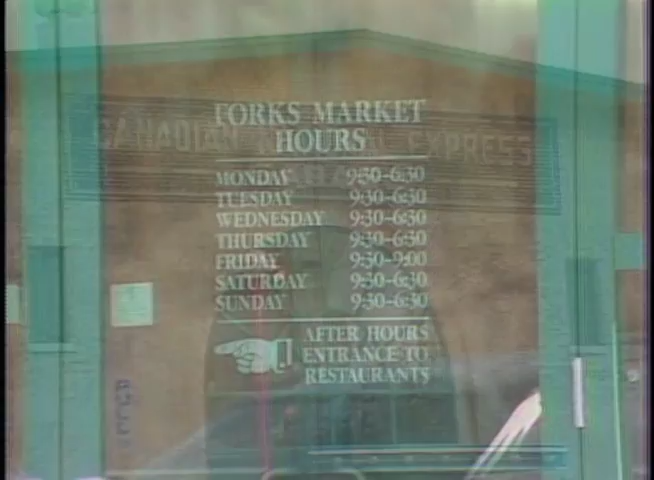 FORKS MARKET
HOURS
CANADIAN NATIONAL EXPRESS
MONDAY 9:30-6:30
TUESDAY 9:30-6:30
WEDNESDAY 9:30-6:30
THURSDAY 9:30-6:30
FRIDAY 9:30-9:00
SATURDAY 9:30-6:30
SUNDAY 9:30-6:30
AFTER HOURS
ENTRANCE TO
RESTAURANTS